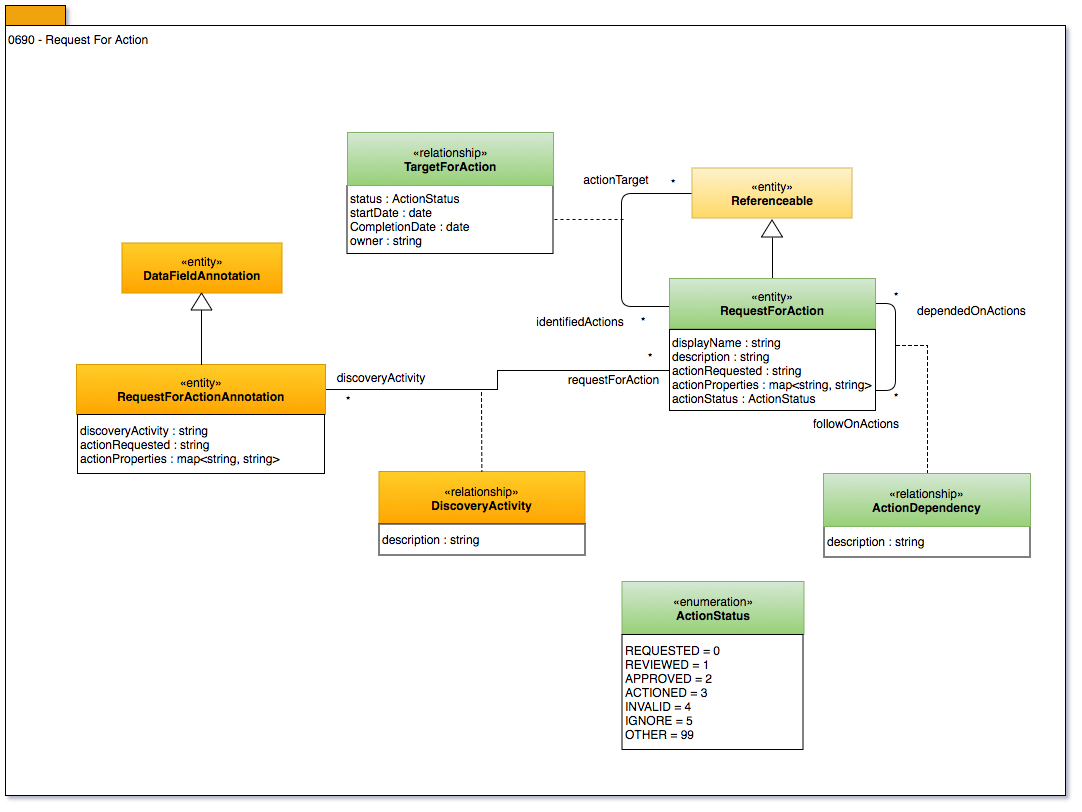 0690 - Request For Action
«relationship»
TargetForAction
status : ActionStatus
startDate : date
CompletionDate : date
owner : string
actionTarget
*
«entity»
Referenceable
«entity»
DataFieldAnnotation
«entity»
RequestForAction
displayName : string
description : string
actionRequested : string
actionProperties : map<string, string>
actionStatus : ActionStatus
identifiedActions
*
*
dependedOnActions
*
followOnActions
*
requestForAction
discoveryActivity
*
«entity»
RequestForActionAnnotation
discoveryActivity : string
actionRequested : string
actionProperties : map<string, string>
«relationship»
DiscoveryActivity
description : string
«relationship»
ActionDependency
description : string
«enumeration»
ActionStatus
REQUESTED = 0
REVIEWED = 1
APPROVED = 2
ACTIONED = 3
INVALID = 4
IGNORE = 5
OTHER = 99